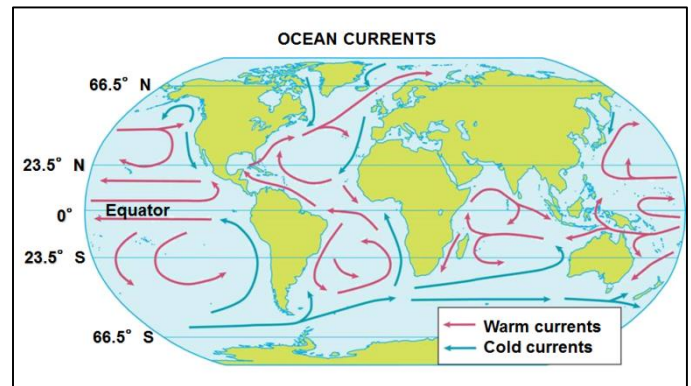 OCEAN CURRENTS
66.5° N
23.5° N
0° Equator
23.5° S
66.5° S
Warm currents
Cold currents